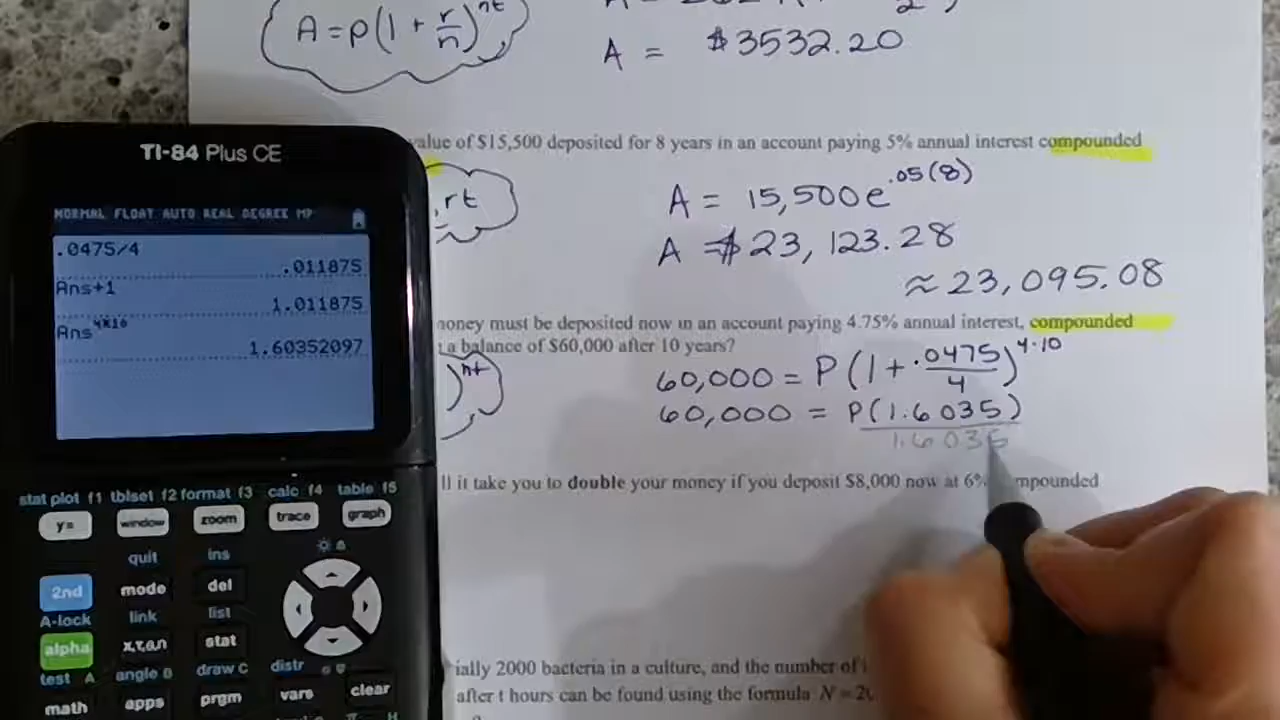 A = P(1 + r/n)^nt
A = $3532.20
value of $15,500 deposited for 8 years in an account paying 5% annual interest compounded
rt
A = 15,500e^.05(8)
A = $23,123.28
≈ 23,095.08
money must be deposited now in an account paying 4.75% annual interest, compounded
a balance of $60,000 after 10 years?
)^nt
60,000 = P(1 + .0475/4)^4·10
60,000 = P(1.6035)
1.6035
ll it take you to double your money if you deposit $8,000 now at 6% mpounded
ially 2000 bacteria in a culture, and the number of
after t hours can be found using the formula N = 20
TI-84 Plus CE
NORMAL FLOAT AUTO REAL DEGREE MP
.0475/4
.011875
Ans+1
1.011875
Ans^4*10
1.60352097
stat plot f1 tblset f2 format f3 calc f4 table f5
y= window zoom trace graph
quit ins
2nd mode del
A-lock link list
alpha X,T,θ,n stat
test A angle B draw C distr
math apps prgm vars clear